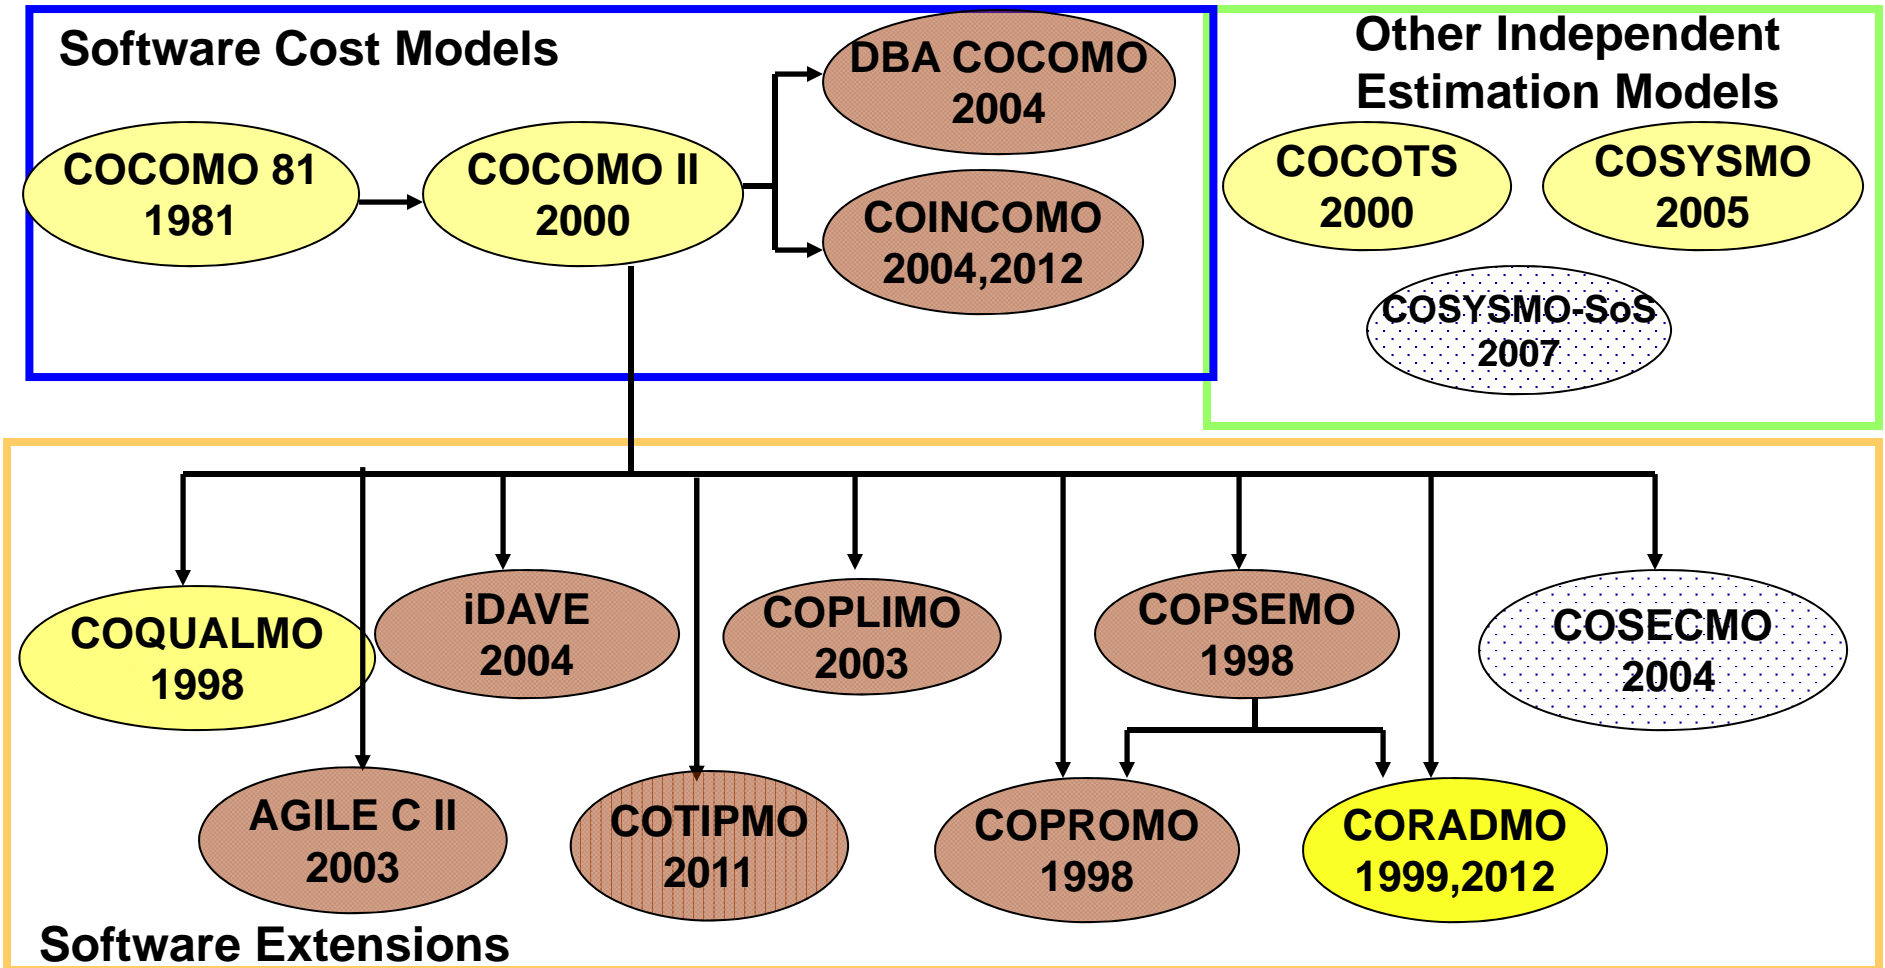 Software Cost Models
COCOMO 81
1981
COCOMO II
2000
DBA COCOMO
2004
COINCOMO
2004,2012
Other Independent
Estimation Models
COCOTS
2000
COSYSMO
2005
COSYSMO-SoS
2007
COQUALMO
1998
iDAVE
2004
COPLIMO
2003
COPSEMO
1998
COSECMO
2004
AGILE C II
2003
COTIPMO
2011
COPROMO
1998
CORADMO
1999,2012
Software Extensions